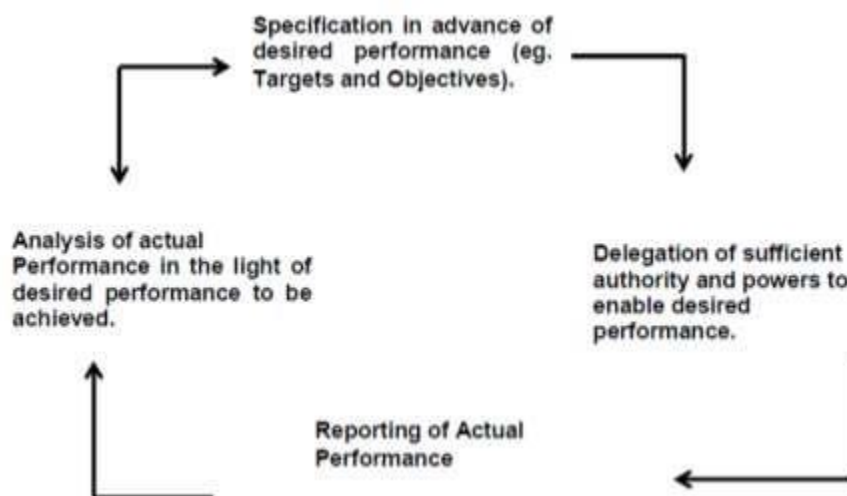 Specification in advance of
desired performance (eg.
Targets and Objectives).
Analysis of actual
Performance in the light of
desired performance to be
achieved.
Delegation of sufficient
authority and powers to
enable desired
performance.
Reporting of Actual
Performance